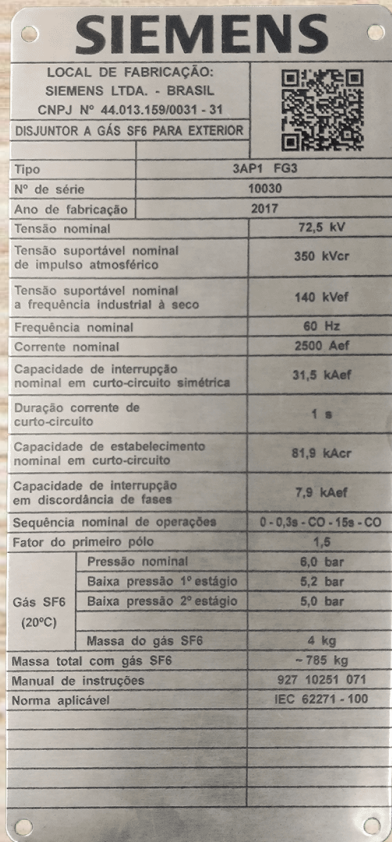 SIEMENS
LOCAL DE FABRICAÇÃO:
SIEMENS LTDA. - BRASIL
CNPJ Nº 44.013.159/0031 - 31
DISJUNTOR A GÁS SF6 PARA EXTERIOR
Tipo 3AP1 FG3
Nº de série 10030
Ano de fabricação 2017
Tensão nominal 72,5 kV
Tensão suportável nominal
de impulso atmosférico 350 kVcr
Tensão suportável nominal
a frequência industrial à seco 140 kVef
Frequência nominal 60 Hz
Corrente nominal 2500 Aef
Capacidade de interrupção
nominal em curto-circuito simétrica 31,5 kAef
Duração corrente de
curto-circuito 1 s
Capacidade de estabelecimento
nominal em curto-circuito 81,9 kAcr
Capacidade de interrupção
em discordância de fases 7,9 kAef
Sequência nominal de operações 0 - 0,3s - CO - 15s - CO
Fator do primeiro pólo 1,5
Gás SF6
(20ºC)
Pressão nominal 6,0 bar
Baixa pressão 1º estágio 5,2 bar
Baixa pressão 2º estágio 5,0 bar
Massa do gás SF6 4 kg
Massa total com gás SF6 ~ 785 kg
Manual de instruções 927 10251 071
Norma aplicável IEC 62271 - 100